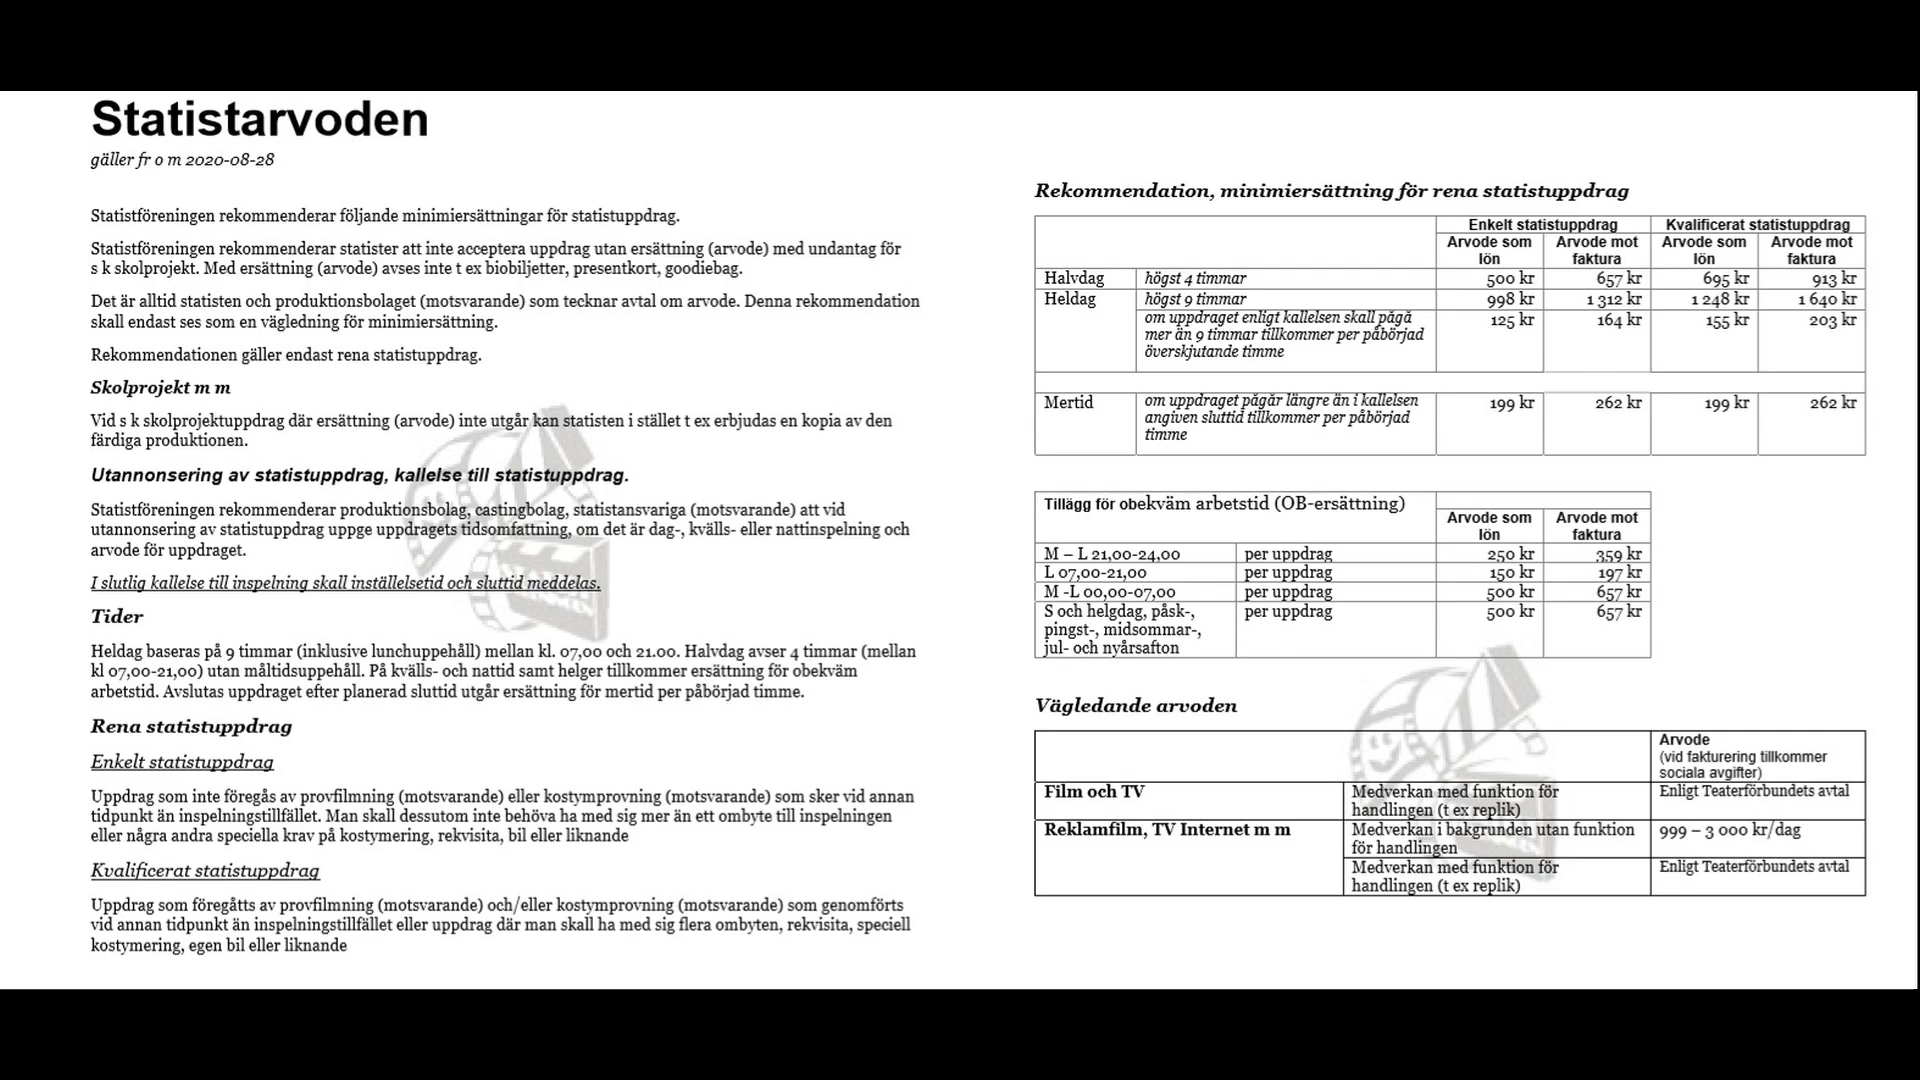 Statistarvoden
gäller fr o m 2020-08-28
Statistföreningen rekommenderar följande minimiersättningar för statistuppdrag.
Statistföreningen rekommenderar statister att inte acceptera uppdrag utan ersättning (arvode) med undantag för
s k skolprojekt. Med ersättning (arvode) avses inte t ex biobiljetter, presentkort, goodiebag.
Det är alltid statisten och produktionsbolaget (motsvarande) som tecknar avtal om arvode. Denna rekommendation
skall endast ses som en vägledning för minimiersättning.
Rekommendationen gäller endast rena statistuppdrag.
Skolprojekt m m
Vid s k skolprojektuppdrag där ersättning (arvode) inte utgår kan statisten i stället t ex erbjudas en kopia av den
färdiga produktionen.
Utannonsering av statistuppdrag, kallelse till statistuppdrag.
Statistföreningen rekommenderar produktionsbolag, castingbolag, statistansvariga (motsvarande) att vid
utannonsering av statistuppdrag uppge uppdragets tidsomfattning, om det är dag-, kvälls- eller nattinspelning och
arvode för uppdraget.
I slutlig kallelse till inspelning skall inställelsetid och sluttid meddelas.
Tider
Heldag baseras på 9 timmar (inklusive lunchuppehåll) mellan kl. 07,00 och 21.00. Halvdag avser 4 timmar (mellan
kl 07,00-21,00) utan måltidsuppehåll. På kvälls- och nattid samt helger tillkommer ersättning för obekväm
arbetstid. Avslutas uppdraget efter planerad sluttid utgår ersättning för mertid per påbörjad timme.
Rena statistuppdrag
Enkelt statistuppdrag
Uppdrag som inte föregås av provfilmning (motsvarande) eller kostymprovning (motsvarande) som sker vid annan
tidpunkt än inspelningstillfället. Man skall dessutom inte behöva ha med sig mer än ett ombyte till inspelningen
eller några andra speciella krav på kostymering, rekvisita, bil eller liknande
Kvalificerat statistuppdrag
Uppdrag som föregåtts av provfilmning (motsvarande) och/eller kostymprovning (motsvarande) som genomförts
vid annan tidpunkt än inspelningstillfället eller uppdrag där man skall ha med sig flera ombyten, rekvisita, speciell
kostymering, egen bil eller liknande
Rekommendation, minimiersättning för rena statistuppdrag
Enkelt statistuppdrag Kvalificerat statistuppdrag
Arvode som Arvode mot Arvode som Arvode mot
lön faktura lön faktura
Halvdag högst 4 timmar 500 kr 657 kr 695 kr 913 kr
Heldag högst 9 timmar 998 kr 1 312 kr 1 248 kr 1 640 kr
om uppdraget enligt kallelsen skall pågå 125 kr 164 kr 155 kr 203 kr
mer än 9 timmar tillkommer per påbörjad
överskjutande timme
Mertid om uppdraget pågår längre än i kallelsen 199 kr 262 kr 199 kr 262 kr
angiven sluttid tillkommer per påbörjad
timme
Tillägg för obekväm arbetstid (OB-ersättning)
Arvode som Arvode mot
lön faktura
M – L 21,00-24,00 per uppdrag 250 kr 359 kr
L 07,00-21,00 per uppdrag 150 kr 197 kr
M -L 00,00-07,00 per uppdrag 500 kr 657 kr
S och helgdag, påsk-, per uppdrag 500 kr 657 kr
pingst-, midsommar-,
jul- och nyårsafton
Vägledande arvoden
Arvode
(vid fakturering tillkommer
sociala avgifter)
Film och TV Medverkan med funktion för Enligt Teaterförbundets avtal
handlingen (t ex replik)
Reklamfilm, TV Internet m m Medverkan i bakgrunden utan funktion 999 – 3 000 kr/dag
för handlingen
Medverkan med funktion för Enligt Teaterförbundets avtal
handlingen (t ex replik)